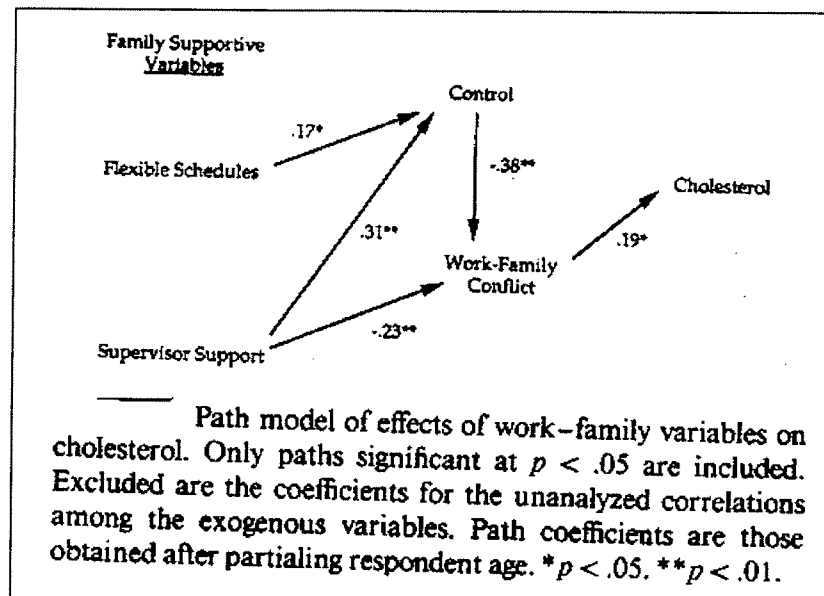 Family Supportive
Variables
Control
.17*
Flexible Schedules
-.38**
Cholesterol
.31**
.19*
Work-Family
Conflict
-.23**
Supervisor Support
Path model of effects of work–family variables on
cholesterol. Only paths significant at p < .05 are included.
Excluded are the coefficients for the unanalyzed correlations
among the exogenous variables. Path coefficients are those
obtained after partialing respondent age. *p < .05. **p < .01.